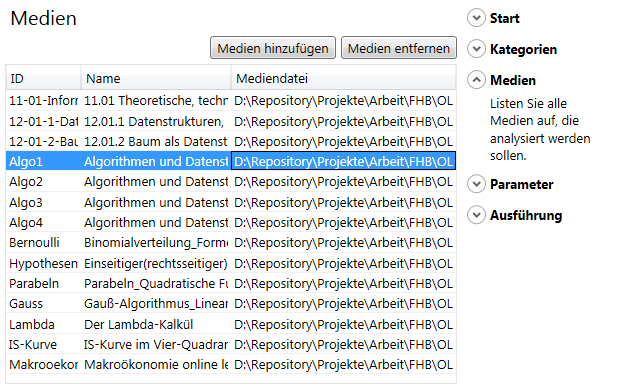 Medien
Medien hinzufügen Medien entfernen
ID Name Mediendatei
11-01-Inforn 11.01 Theoretische, techn D:\Repository\Projekte\Arbeit\FHB\OL
12-01-1-Dat 12.01.1 Datenstrukturen, D:\Repository\Projekte\Arbeit\FHB\OL
12-01-2-Bau 12.01.2 Baum als Datenst D:\Repository\Projekte\Arbeit\FHB\OL
Algo1 Algorithmen und Datenst D:\Repository\Projekte\Arbeit\FHB\OL
Algo2 Algorithmen und Datenst D:\Repository\Projekte\Arbeit\FHB\OL
Algo3 Algorithmen und Datenst D:\Repository\Projekte\Arbeit\FHB\OL
Algo4 Algorithmen und Datenst D:\Repository\Projekte\Arbeit\FHB\OL
Bernoulli Binomialverteilung_Forme D:\Repository\Projekte\Arbeit\FHB\OL
Hypothesen Einseitiger(rechtsseitiger) D:\Repository\Projekte\Arbeit\FHB\OL
Parabeln Parabeln_Quadratische Fu D:\Repository\Projekte\Arbeit\FHB\OL
Gauss Gauß-Algorithmus_Linear D:\Repository\Projekte\Arbeit\FHB\OL
Lambda Der Lambda-Kalkül D:\Repository\Projekte\Arbeit\FHB\OL
IS-Kurve IS-Kurve im Vier-Quadran D:\Repository\Projekte\Arbeit\FHB\OL
Makrooekon Makroökonomie online le D:\Repository\Projekte\Arbeit\FHB\OL
Start
Kategorien
Medien
Listen Sie alle
Medien auf, die
analysiert werden
sollen.
Parameter
Ausführung